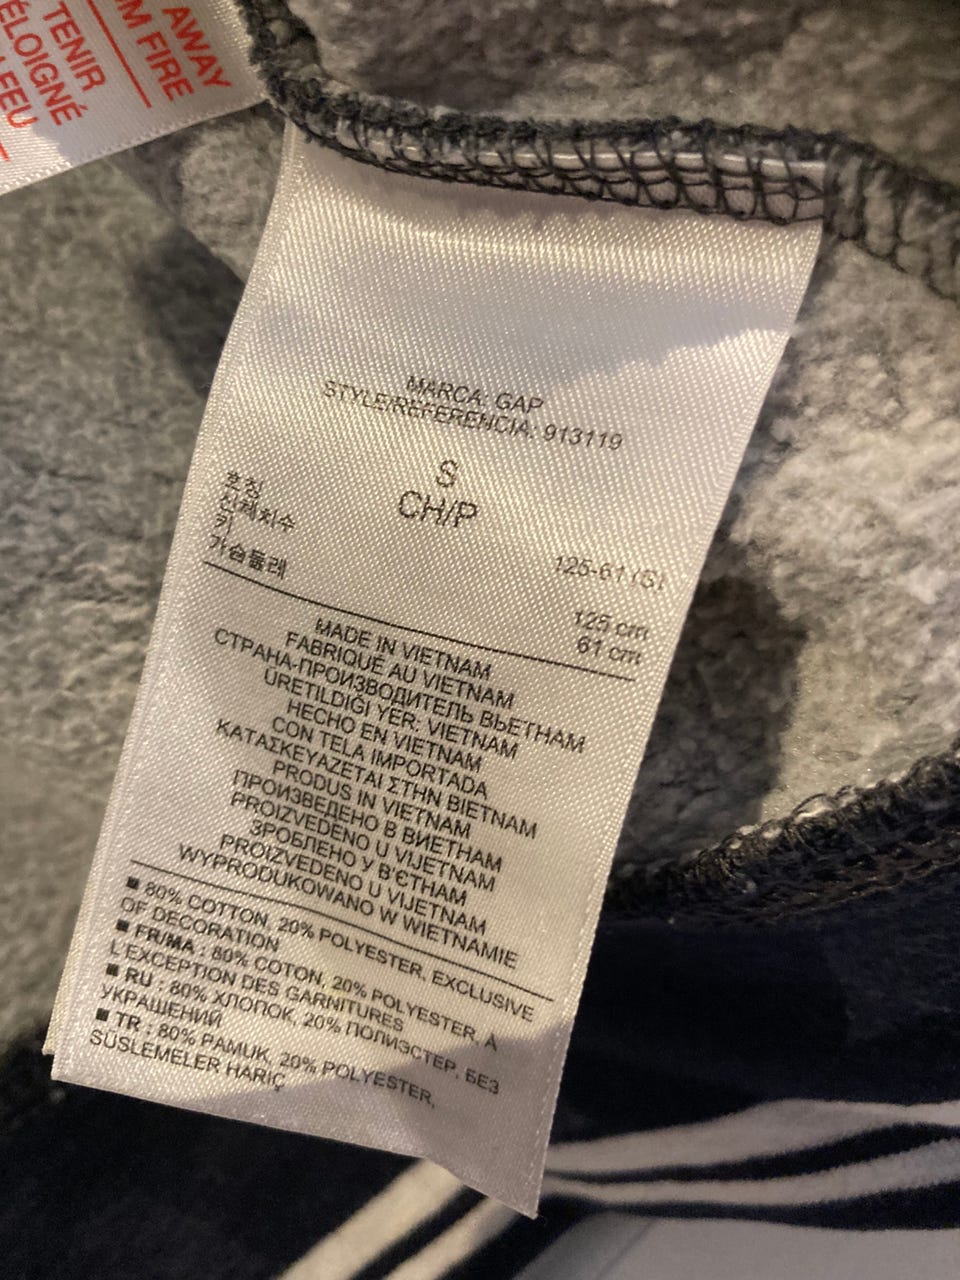 AWAY
M FIRE
TENIR
ÉLOIGNÉ
FEU
MARCA: GAP
STYLE/REFERENCIA: 913119
S
CH/P
호칭
신체치수
키
가슴둘레
125-61(S)
125 cm
61 cm
MADE IN VIETNAM
FABRIQUÉ AU VIETNAM
СТРАНА-ПРОИЗВОДИТЕЛЬ ВЬЕТНАМ
ÜRETILDIĞI YER: VIETNAM
HECHO EN VIETNAM
CON TELA IMPORTADA
ΚΑΤΑΣΚΕΥΑΖΕΤΑΙ ΣΤΗΝ ΒΙΕΤΝΑΜ
PRODUS IN VIETNAM
ПРОИЗВЕДЕНО В ВИЕТНАМ
PROIZVEDENO U VIJETNAM
ЗРОБЛЕНО У В'ЄТНАМ
PROIZVEDENO U VIJETNAM
WYPRODUKOWANO W WIETNAMIE
■ 80% COTTON, 20% POLYESTER, EXCLUSIVE
OF DECORATION
■ FR/MA : 80% COTON, 20% POLYESTER, À
L'EXCEPTION DES GARNITURES
■ RU : 80% ХЛОПОК, 20% ПОЛИЭСТЕР, БЕЗ
УКРАШЕНИЙ
■ TR : 80% PAMUK, 20% POLYESTER,
SÜSLEMELER HARIÇ